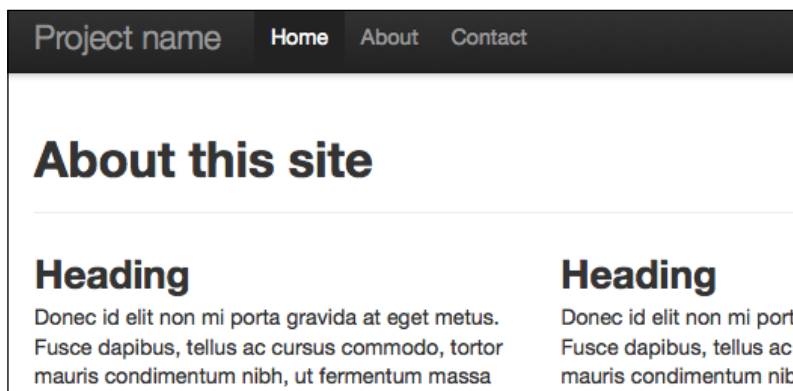 Project name Home About Contact
About this site
Heading
Donec id elit non mi porta gravida at eget metus.
Fusce dapibus, tellus ac cursus commodo, tortor
mauris condimentum nibh, ut fermentum massa
Heading
Donec id elit non mi
Fusce dapibus, tellus ac
mauris condimentum